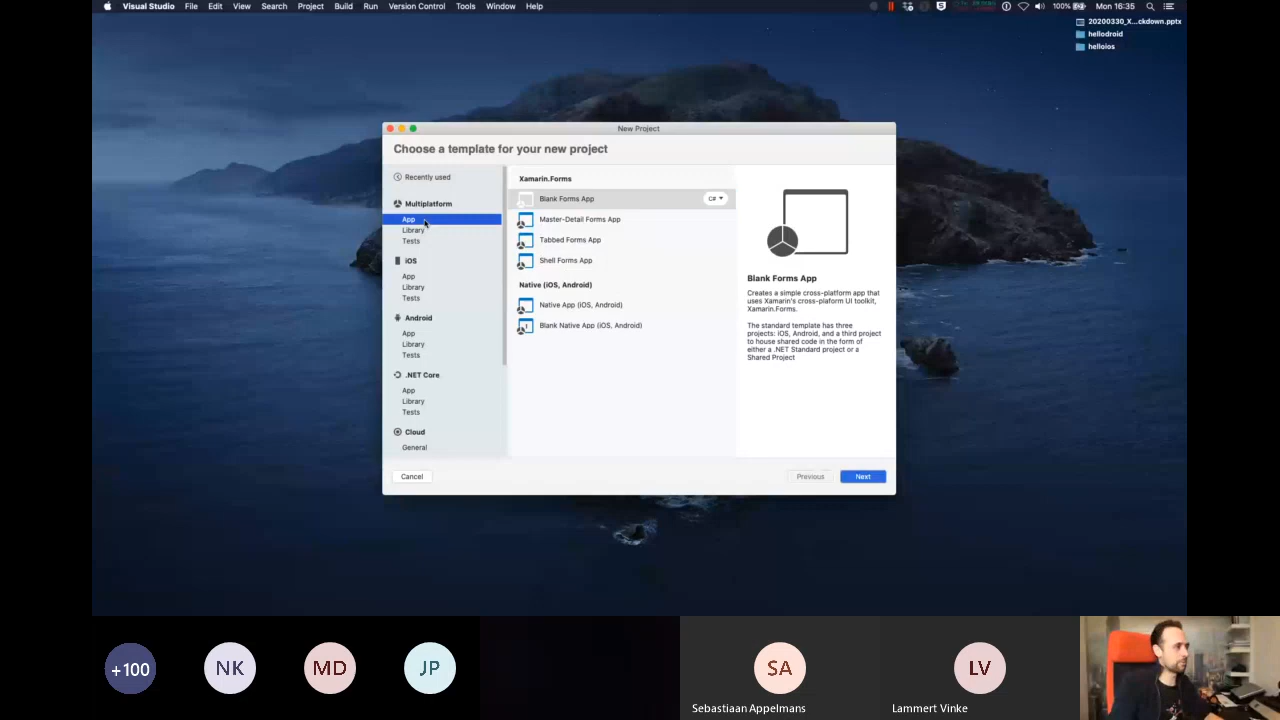 Visual Studio File Edit View Search Project Build Run Version Control Tools Window Help
100% Mon 16:35
20200330_X...ckdown.pptx
hellodroid
helloios
New Project
Choose a template for your new project
Recently used
Multiplatform
App
Library
Tests
iOS
App
Library
Tests
Android
App
Library
Tests
.NET Core
App
Library
Tests
Cloud
General
Xamarin.Forms
Blank Forms App C#
Master-Detail Forms App
Tabbed Forms App
Shell Forms App
Native (iOS, Android)
Native App (iOS, Android)
Blank Native App (iOS, Android)
Blank Forms App
Creates a simple cross-platform app that
uses Xamarin's cross-plaform UI toolkit,
Xamarin.Forms.
The standard template has three
projects: iOS, Android, and a third project
to house shared code in the form of
either a .NET Standard project or a
Shared Project
Cancel Previous Next
+100 NK MD JP SA LV
Sebastiaan Appelmans Lammert Vinke